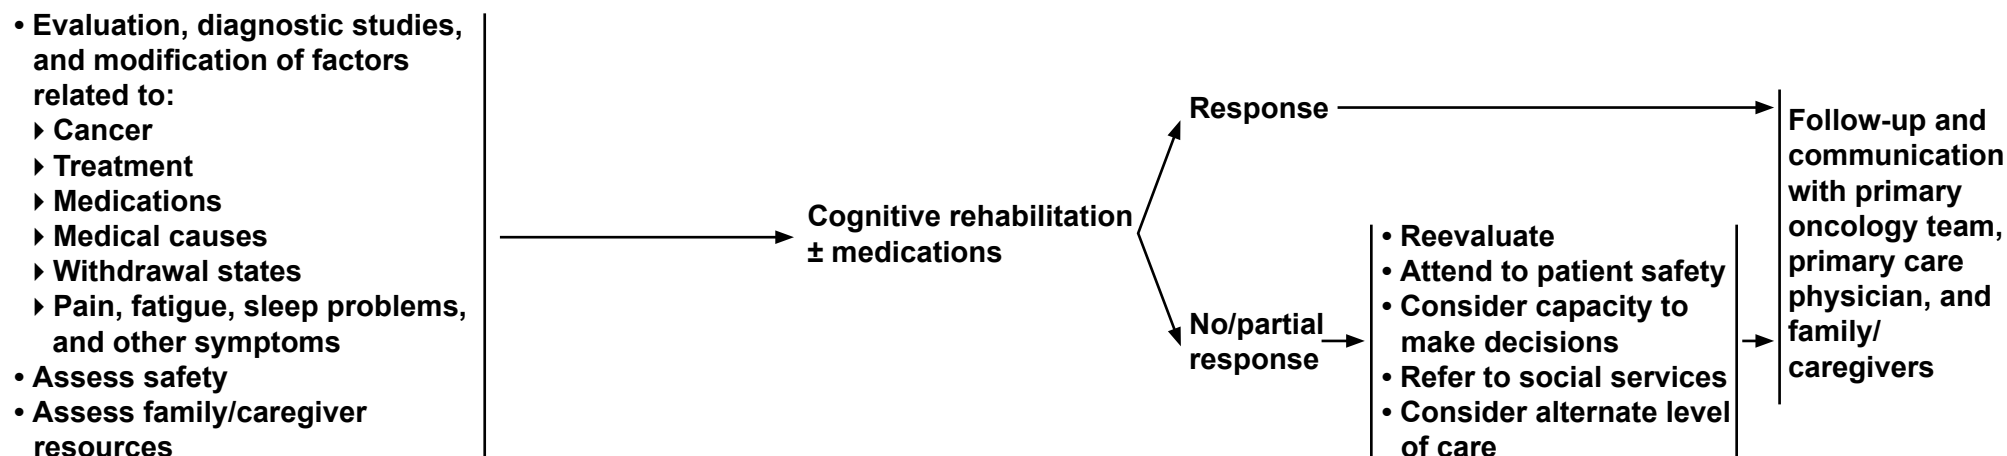 • Evaluation, diagnostic studies,
and modification of factors
related to:
▸ Cancer
▸ Treatment
▸ Medications
▸ Medical causes
▸ Withdrawal states
▸ Pain, fatigue, sleep problems,
and other symptoms
• Assess safety
• Assess family/caregiver
resources
Cognitive rehabilitation
± medications
Response
No/partial
response
• Reevaluate
• Attend to patient safety
• Consider capacity to
make decisions
• Refer to social services
• Consider alternate level
of care
Follow-up and
communication
with primary
oncology team,
primary care
physician, and
family/
caregivers